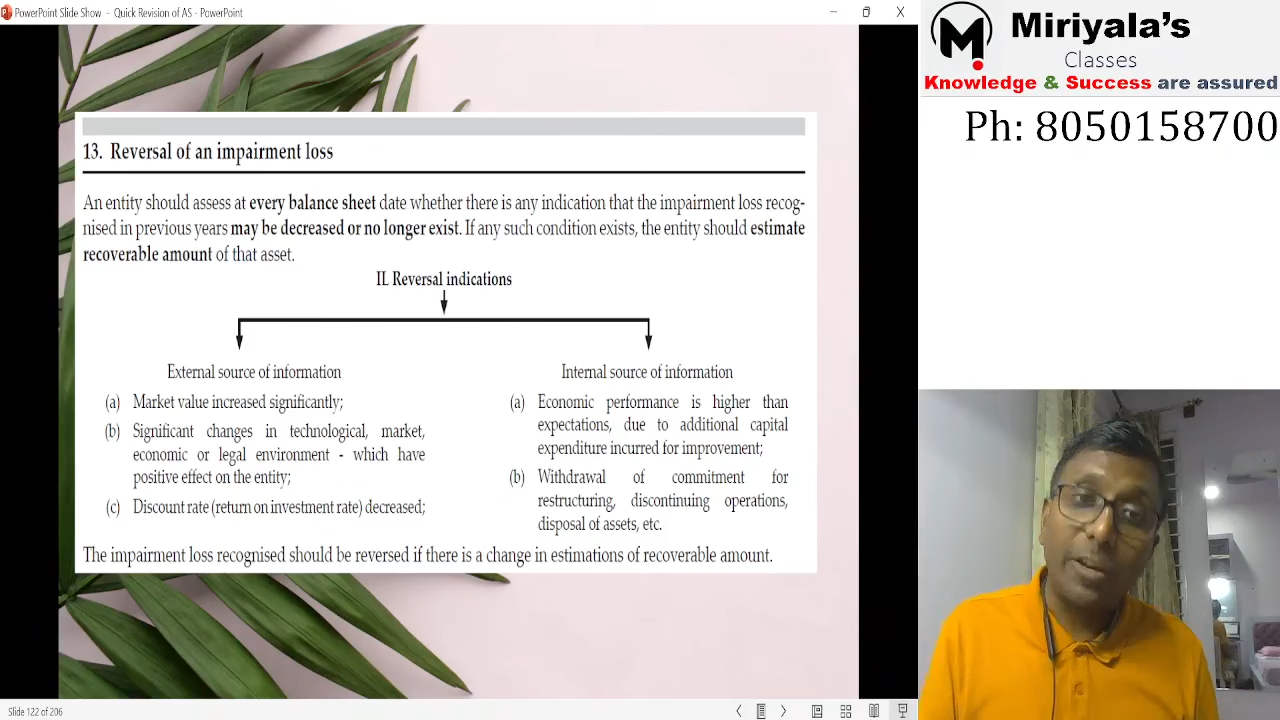 PowerPoint Slide Show - Quick Revision of AS - PowerPoint
Miriyala's
Classes
Knowledge & Success are assured
Ph: 8050158700
13. Reversal of an impairment loss
An entity should assess at every balance sheet date whether there is any indication that the impairment loss recog-
nised in previous years may be decreased or no longer exist. If any such condition exists, the entity should estimate
recoverable amount of that asset.
II. Reversal indications
External source of information
(a) Market value increased significantly;
(b) Significant changes in technological, market,
economic or legal environment - which have
positive effect on the entity;
(c) Discount rate (return on investment rate) decreased;
Internal source of information
(a) Economic performance is higher than
expectations, due to additional capital
expenditure incurred for improvement;
(b) Withdrawal of commitment for
restructuring, discontinuing operations,
disposal of assets, etc.
The impairment loss recognised should be reversed if there is a change in estimations of recoverable amount.
Slide 122 of 206